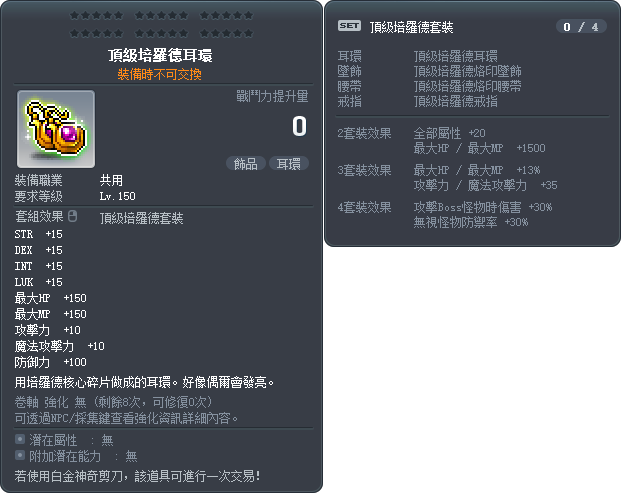 頂級培羅德耳環
裝備時不可交換
戰鬥力提升量
0
飾品 耳環
裝備職業 共用
要求等級 Lv.150
套組效果 頂級培羅德套裝
STR +15
DEX +15
INT +15
LUK +15
最大HP +150
最大MP +150
攻擊力 +10
魔法攻擊力 +10
防御力 +100
用培羅德核心碎片做成的耳環。好像偶爾會發亮。
卷軸 強化 無 (剩餘8次, 可修復0次)
可透過NPC/採集鍵查看強化資訊詳細內容。
潛在屬性 : 無
附加潛在能力 : 無
若使用白金神奇剪刀, 該道具可進行一次交易!
SET 頂級培羅德套裝 0 / 4
耳環 頂級培羅德耳環
墜飾 頂級培羅德烙印墜飾
腰帶 頂級培羅德烙印腰帶
戒指 頂級培羅德戒指
2套裝效果 全部屬性 +20
最大HP / 最大MP +1500
3套裝效果 最大HP / 最大MP +13%
攻擊力 / 魔法攻擊力 +35
4套裝效果 攻擊Boss怪物時傷害 +30%
無視怪物防禦率 +30%